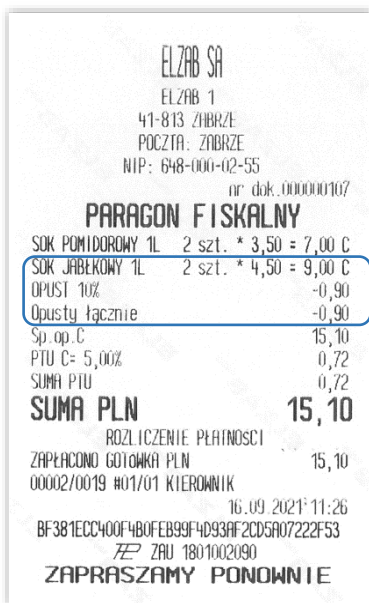 ELZAB SA
ELZAB 1
41-813 ZABRZE
POCZTA: ZABRZE
NIP: 648-000-02-55
nr dok.000000107
PARAGON FISKALNY
SOK POMIDOROWY 1L 2 szt. * 3,50 = 7,00 C
SOK JABŁKOWY 1L 2 szt. * 4,50 = 9,00 C
OPUST 10% -0,90
Opusty łącznie -0,90
Sp.op.C 15,10
PTU C= 5,00% 0,72
SUMA PTU 0,72
SUMA PLN 15,10
ROZLICZENIE PŁATNOŚCI
ZAPŁACONO GOTÓWKA PLN 15,10
00002/0019 #01/01 KIEROWNIK
16.09.2021 11:26
BF381ECC400F4B0FEB99F4D93AF2CD5A07222F53
ZAU 1801002090
ZAPRASZAMY PONOWNIE